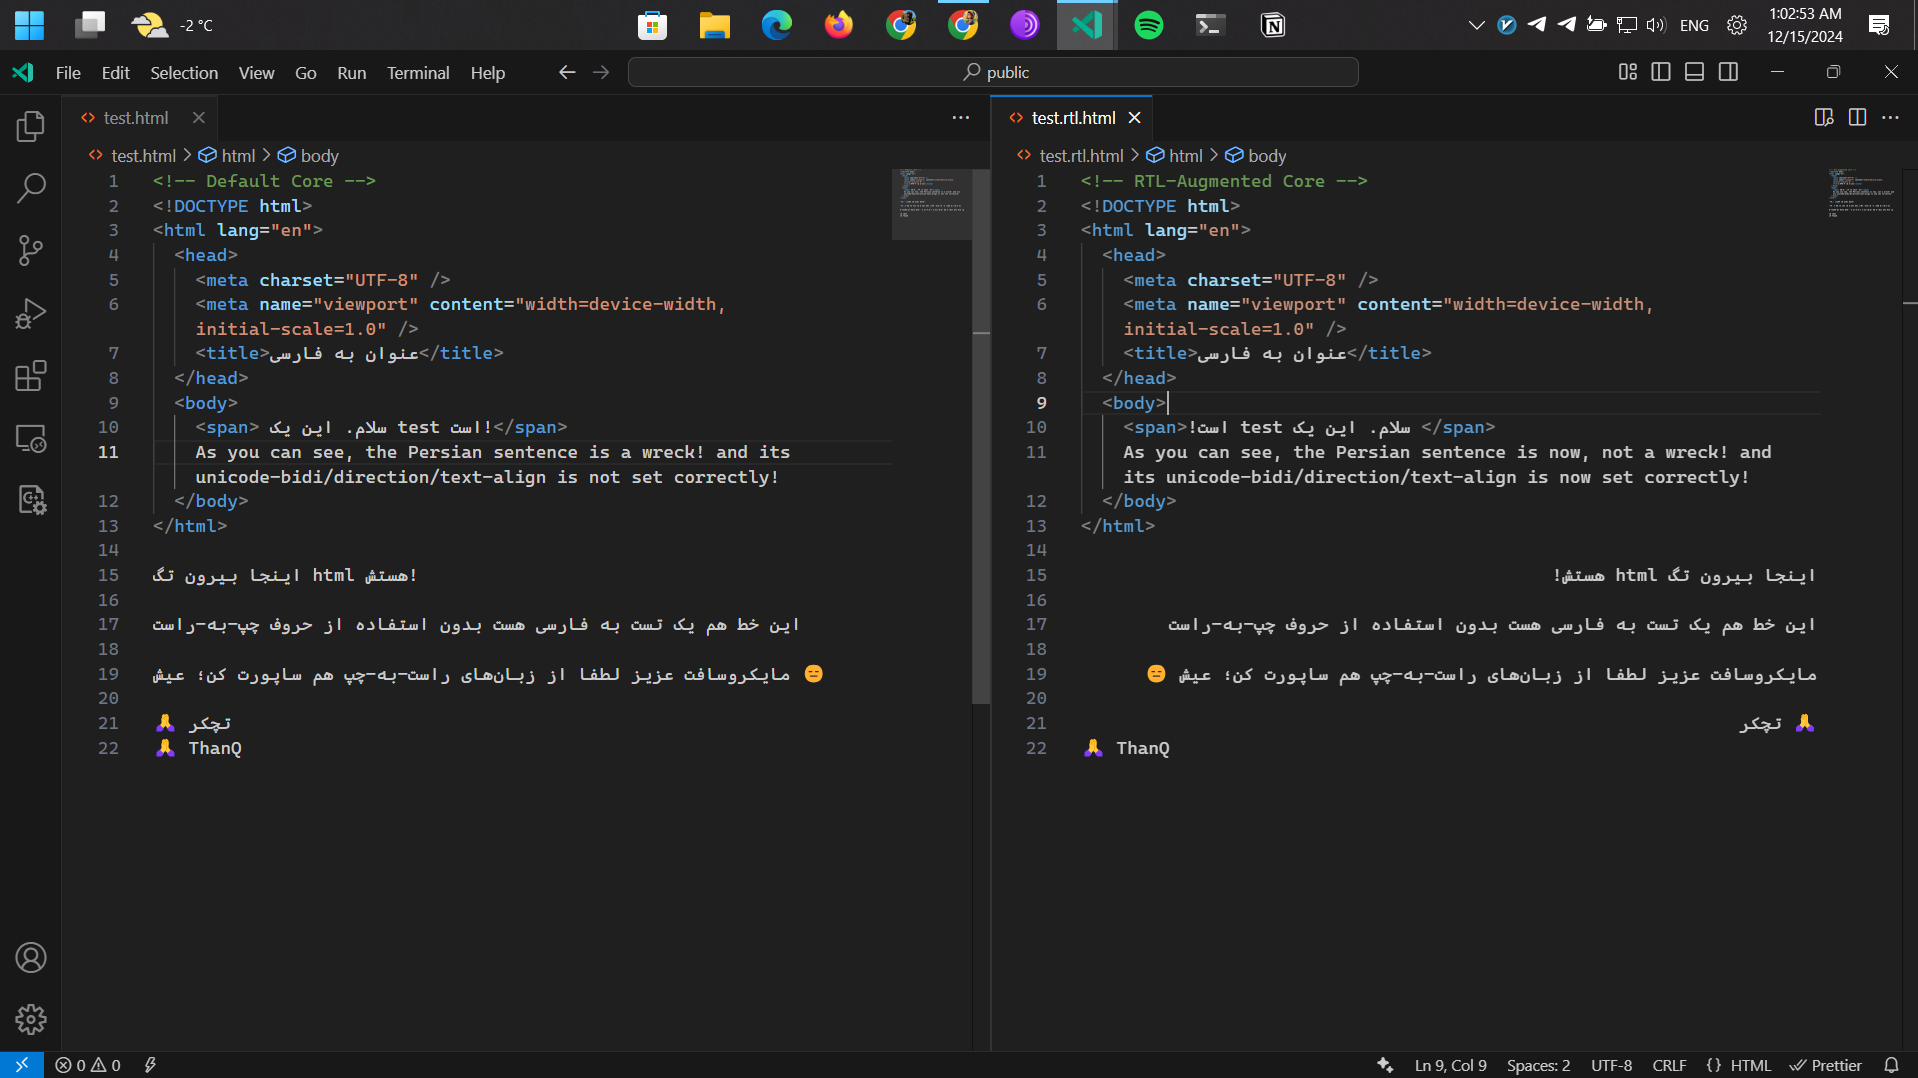 -2 °C
ENG
1:02:53 AM
12/15/2024
File Edit Selection View Go Run Terminal Help
public
test.html
test.html > html > body
1 <!-- Default Core -->
2 <!DOCTYPE html>
3 <html lang="en">
4 <head>
5 <meta charset="UTF-8" />
6 <meta name="viewport" content="width=device-width,
initial-scale=1.0" />
7 <title>عنوان به فارسی</title>
8 </head>
9 <body>
10 <span> سلام. این یک test است!</span>
11 As you can see, the Persian sentence is a wreck! and its
unicode-bidi/direction/text-align is not set correctly!
12 </body>
13 </html>
14
15 اینجا بیرون تگ html هستش!
16
17 این خط هم یک تست به فارسی هست بدون استفاده از حروف چپ-به-راست
18
19 مایکروسافت عزیز لطفا از زبان‌های راست-به-چپ هم ساپورت کن؛ عیش 😑
20
21 🙏 تچکر
22 🙏 ThanQ
test.rtl.html
test.rtl.html > html > body
1 <!-- RTL-Augmented Core -->
2 <!DOCTYPE html>
3 <html lang="en">
4 <head>
5 <meta charset="UTF-8" />
6 <meta name="viewport" content="width=device-width,
initial-scale=1.0" />
7 <title>عنوان به فارسی</title>
8 </head>
9 <body>
10 <span> سلام. این یک test است!</span>
11 As you can see, the Persian sentence is now, not a wreck! and
its unicode-bidi/direction/text-align is now set correctly!
12 </body>
13 </html>
14
15 اینجا بیرون تگ html هستش!
16
17 این خط هم یک تست به فارسی هست بدون استفاده از حروف چپ-به-راست
18
19 مایکروسافت عزیز لطفا از زبان‌های راست-به-چپ هم ساپورت کن؛ عیش 😑
20
21 🙏 تچکر
22 🙏 ThanQ
0 0
Ln 9, Col 9 Spaces: 2 UTF-8 CRLF {} HTML Prettier